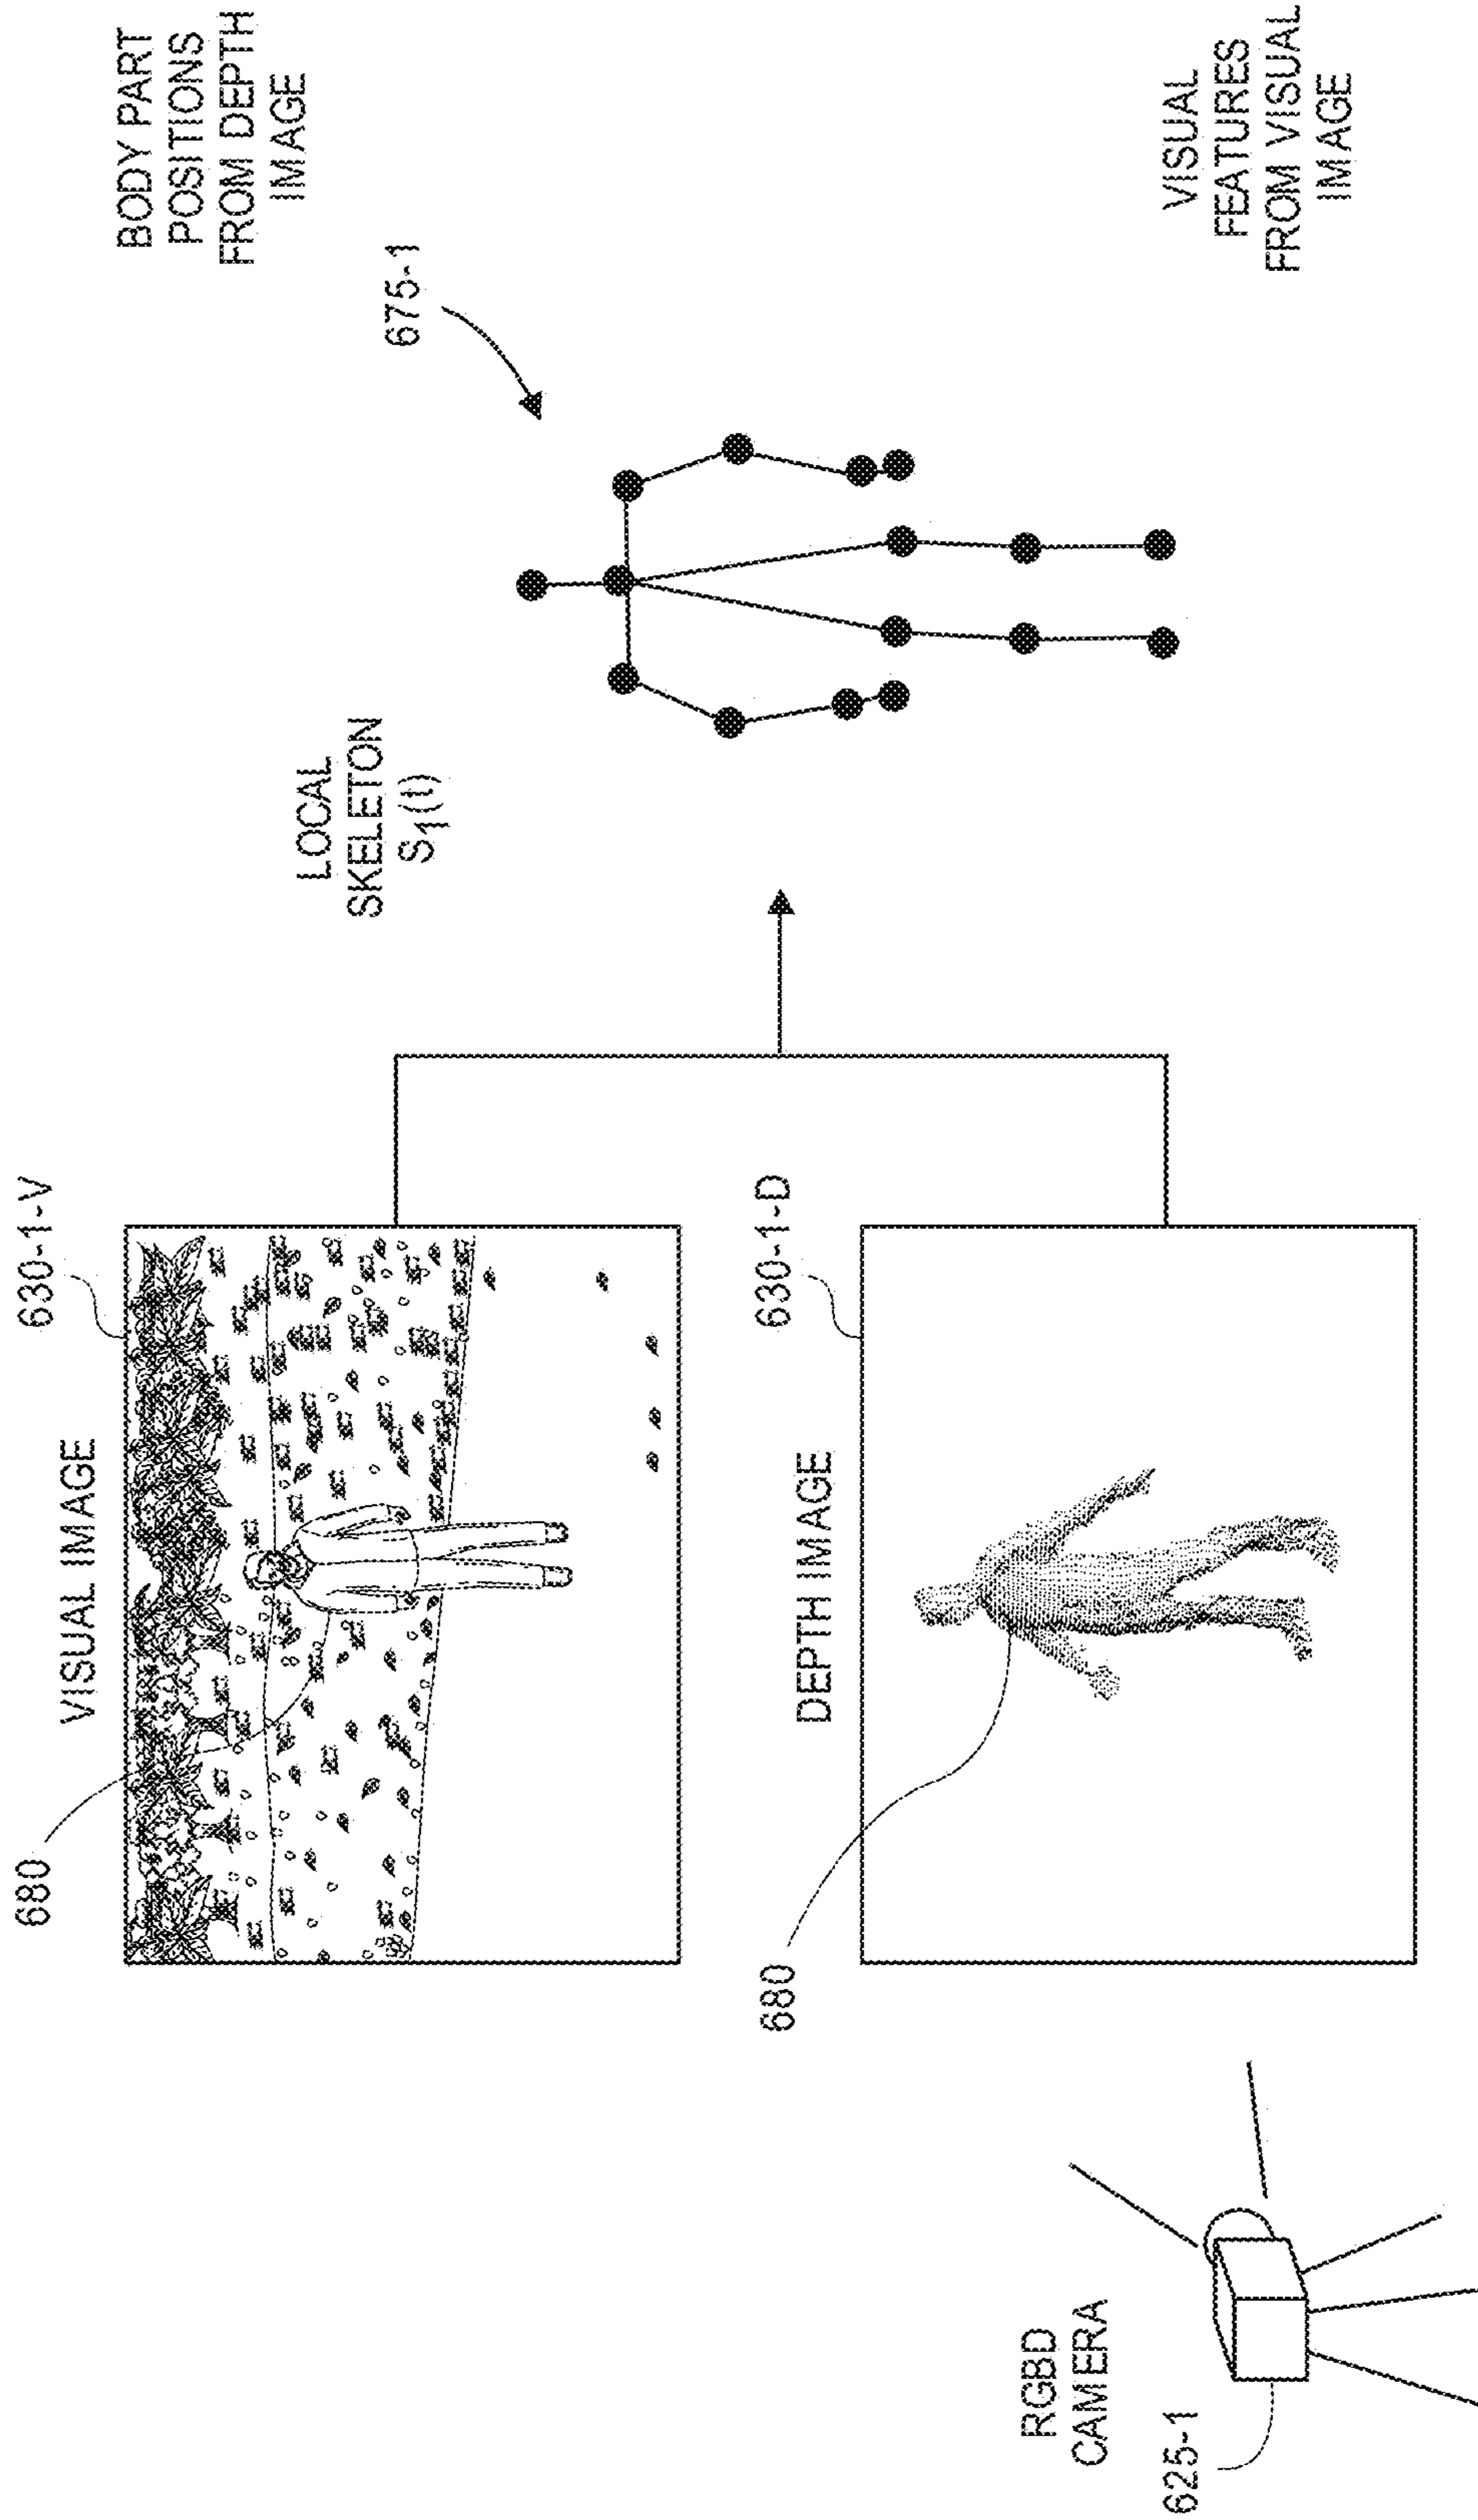 RGBD
CAMERA
625-1
VISUAL IMAGE
630-1-V
680
DEPTH IMAGE
630-1-D
680
LOCAL
SKELETON
S1(t)
675-1
BODY PART
POSITIONS
FROM DEPTH
IMAGE
VISUAL
FEATURES
FROM VISUAL
IMAGE